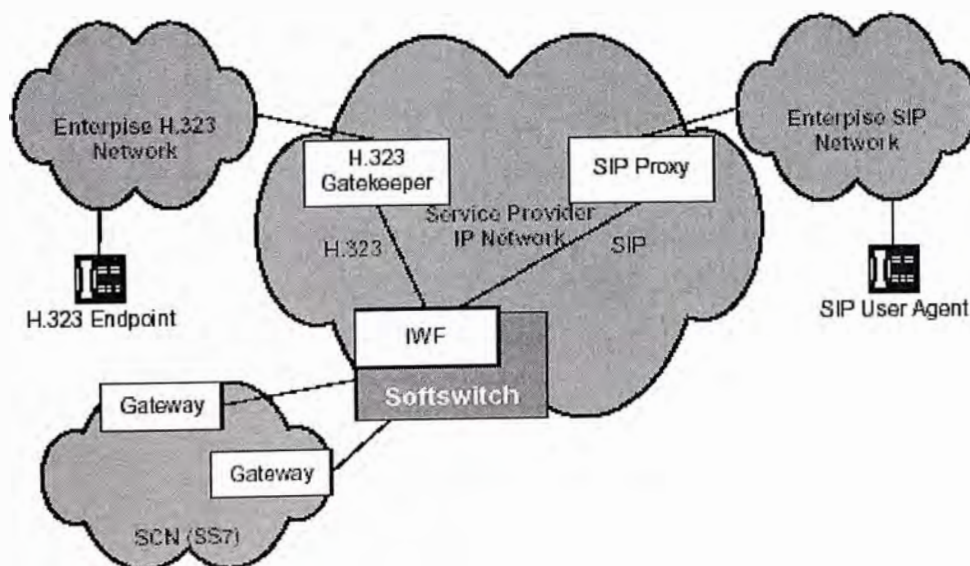 Enterpise H.323
Network
H.323
Gatekeeper
SIP Proxy
Enterpise SIP
Network
Service Provider
IP Network
H.323
SIP
H.323 Endpoint
SIP User Agent
IWF
Softswitch
Gateway
Gateway
SCN (SS7)